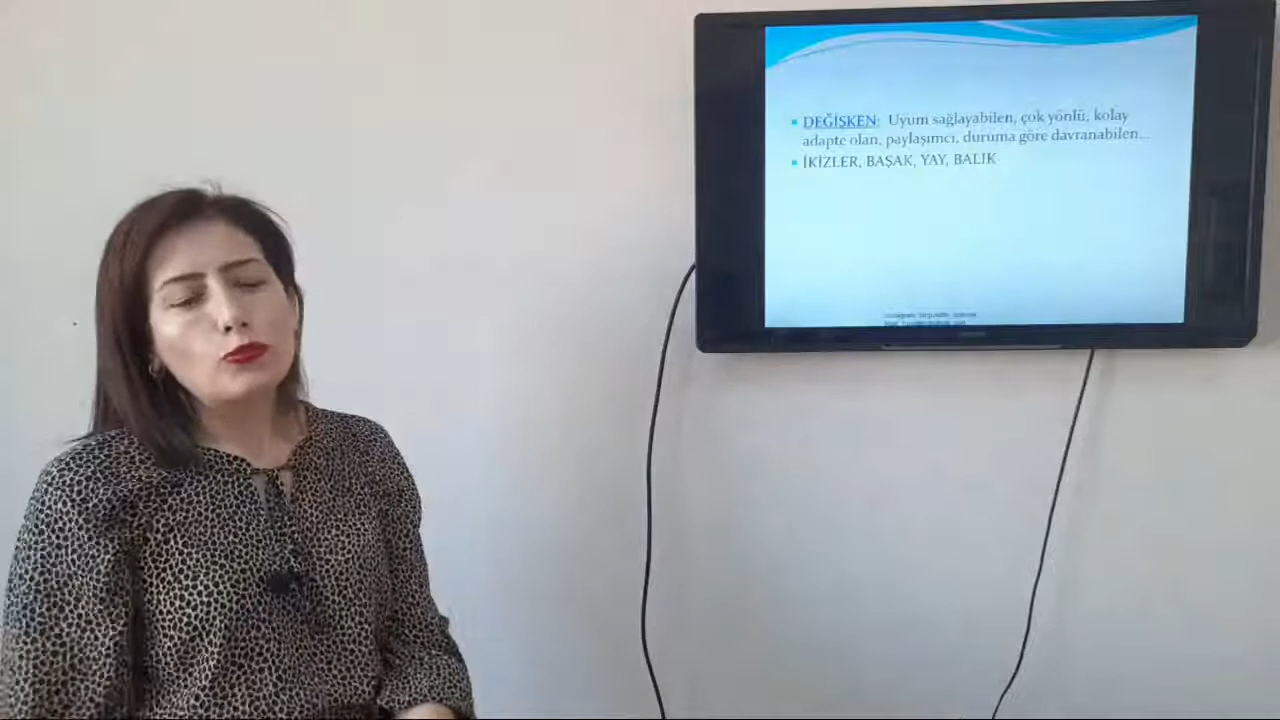 DEĞİŞKEN: Uyum sağlayabilen, çok yönlü, kolay
adapte olan, paylaşımcı, duruma göre davranabilen...
İKİZLER, BAŞAK, YAY, BALIK